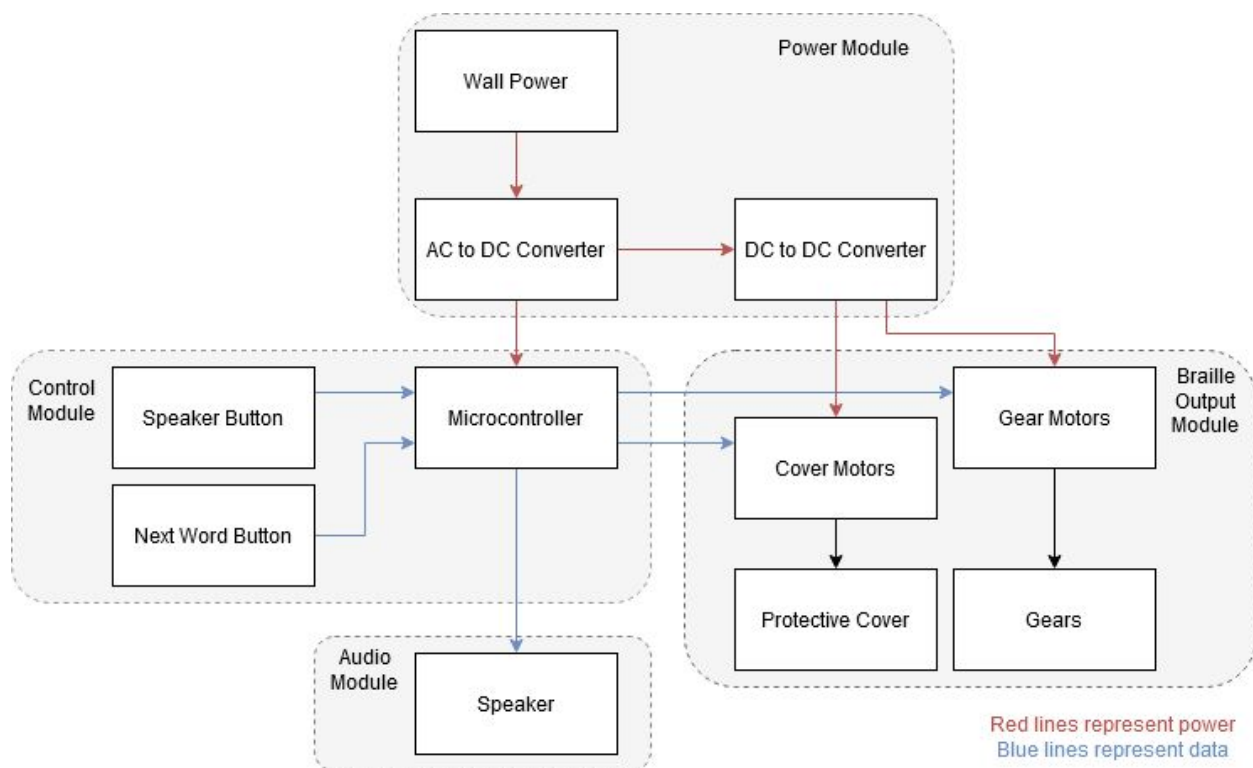 Power Module
Wall Power
AC to DC Converter
DC to DC Converter
Control
Module
Speaker Button
Microcontroller
Next Word Button
Braille
Output
Module
Gear Motors
Cover Motors
Protective Cover
Gears
Audio
Module
Speaker
Red lines represent power
Blue lines represent data